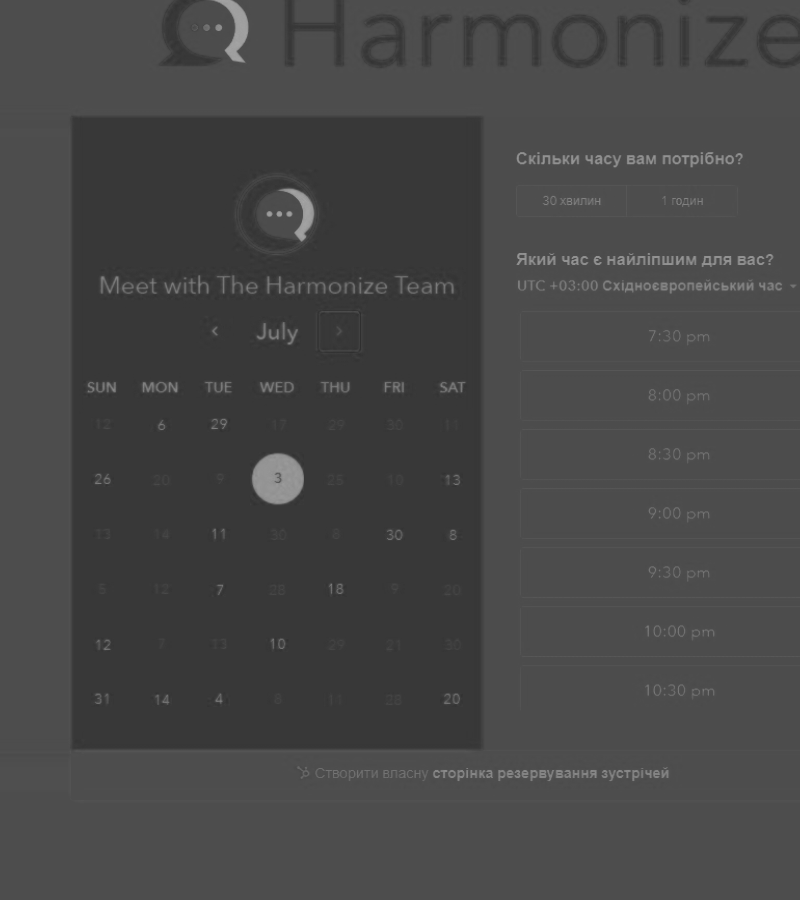 Harmonize
Meet with The Harmonize Team
July
SUN MON TUE WED THU FRI SAT
12 6 29 17 29 30 11
26 20 9 3 28 10 13
13 14 11 30 8 30 8
5 12 7 28 18 9 20
12 7 13 10 29 21 30
31 14 4 8 11 28 20
Скільки часу вам потрібно?
30 хвилин 1 годин
Який час є найліпшим для вас?
UTC +03:00 Східноєвропейський час
7:30 pm
8:00 pm
8:30 pm
9:00 pm
9:30 pm
10:00 pm
10:30 pm
Створити власну сторінка резервування зустрічей